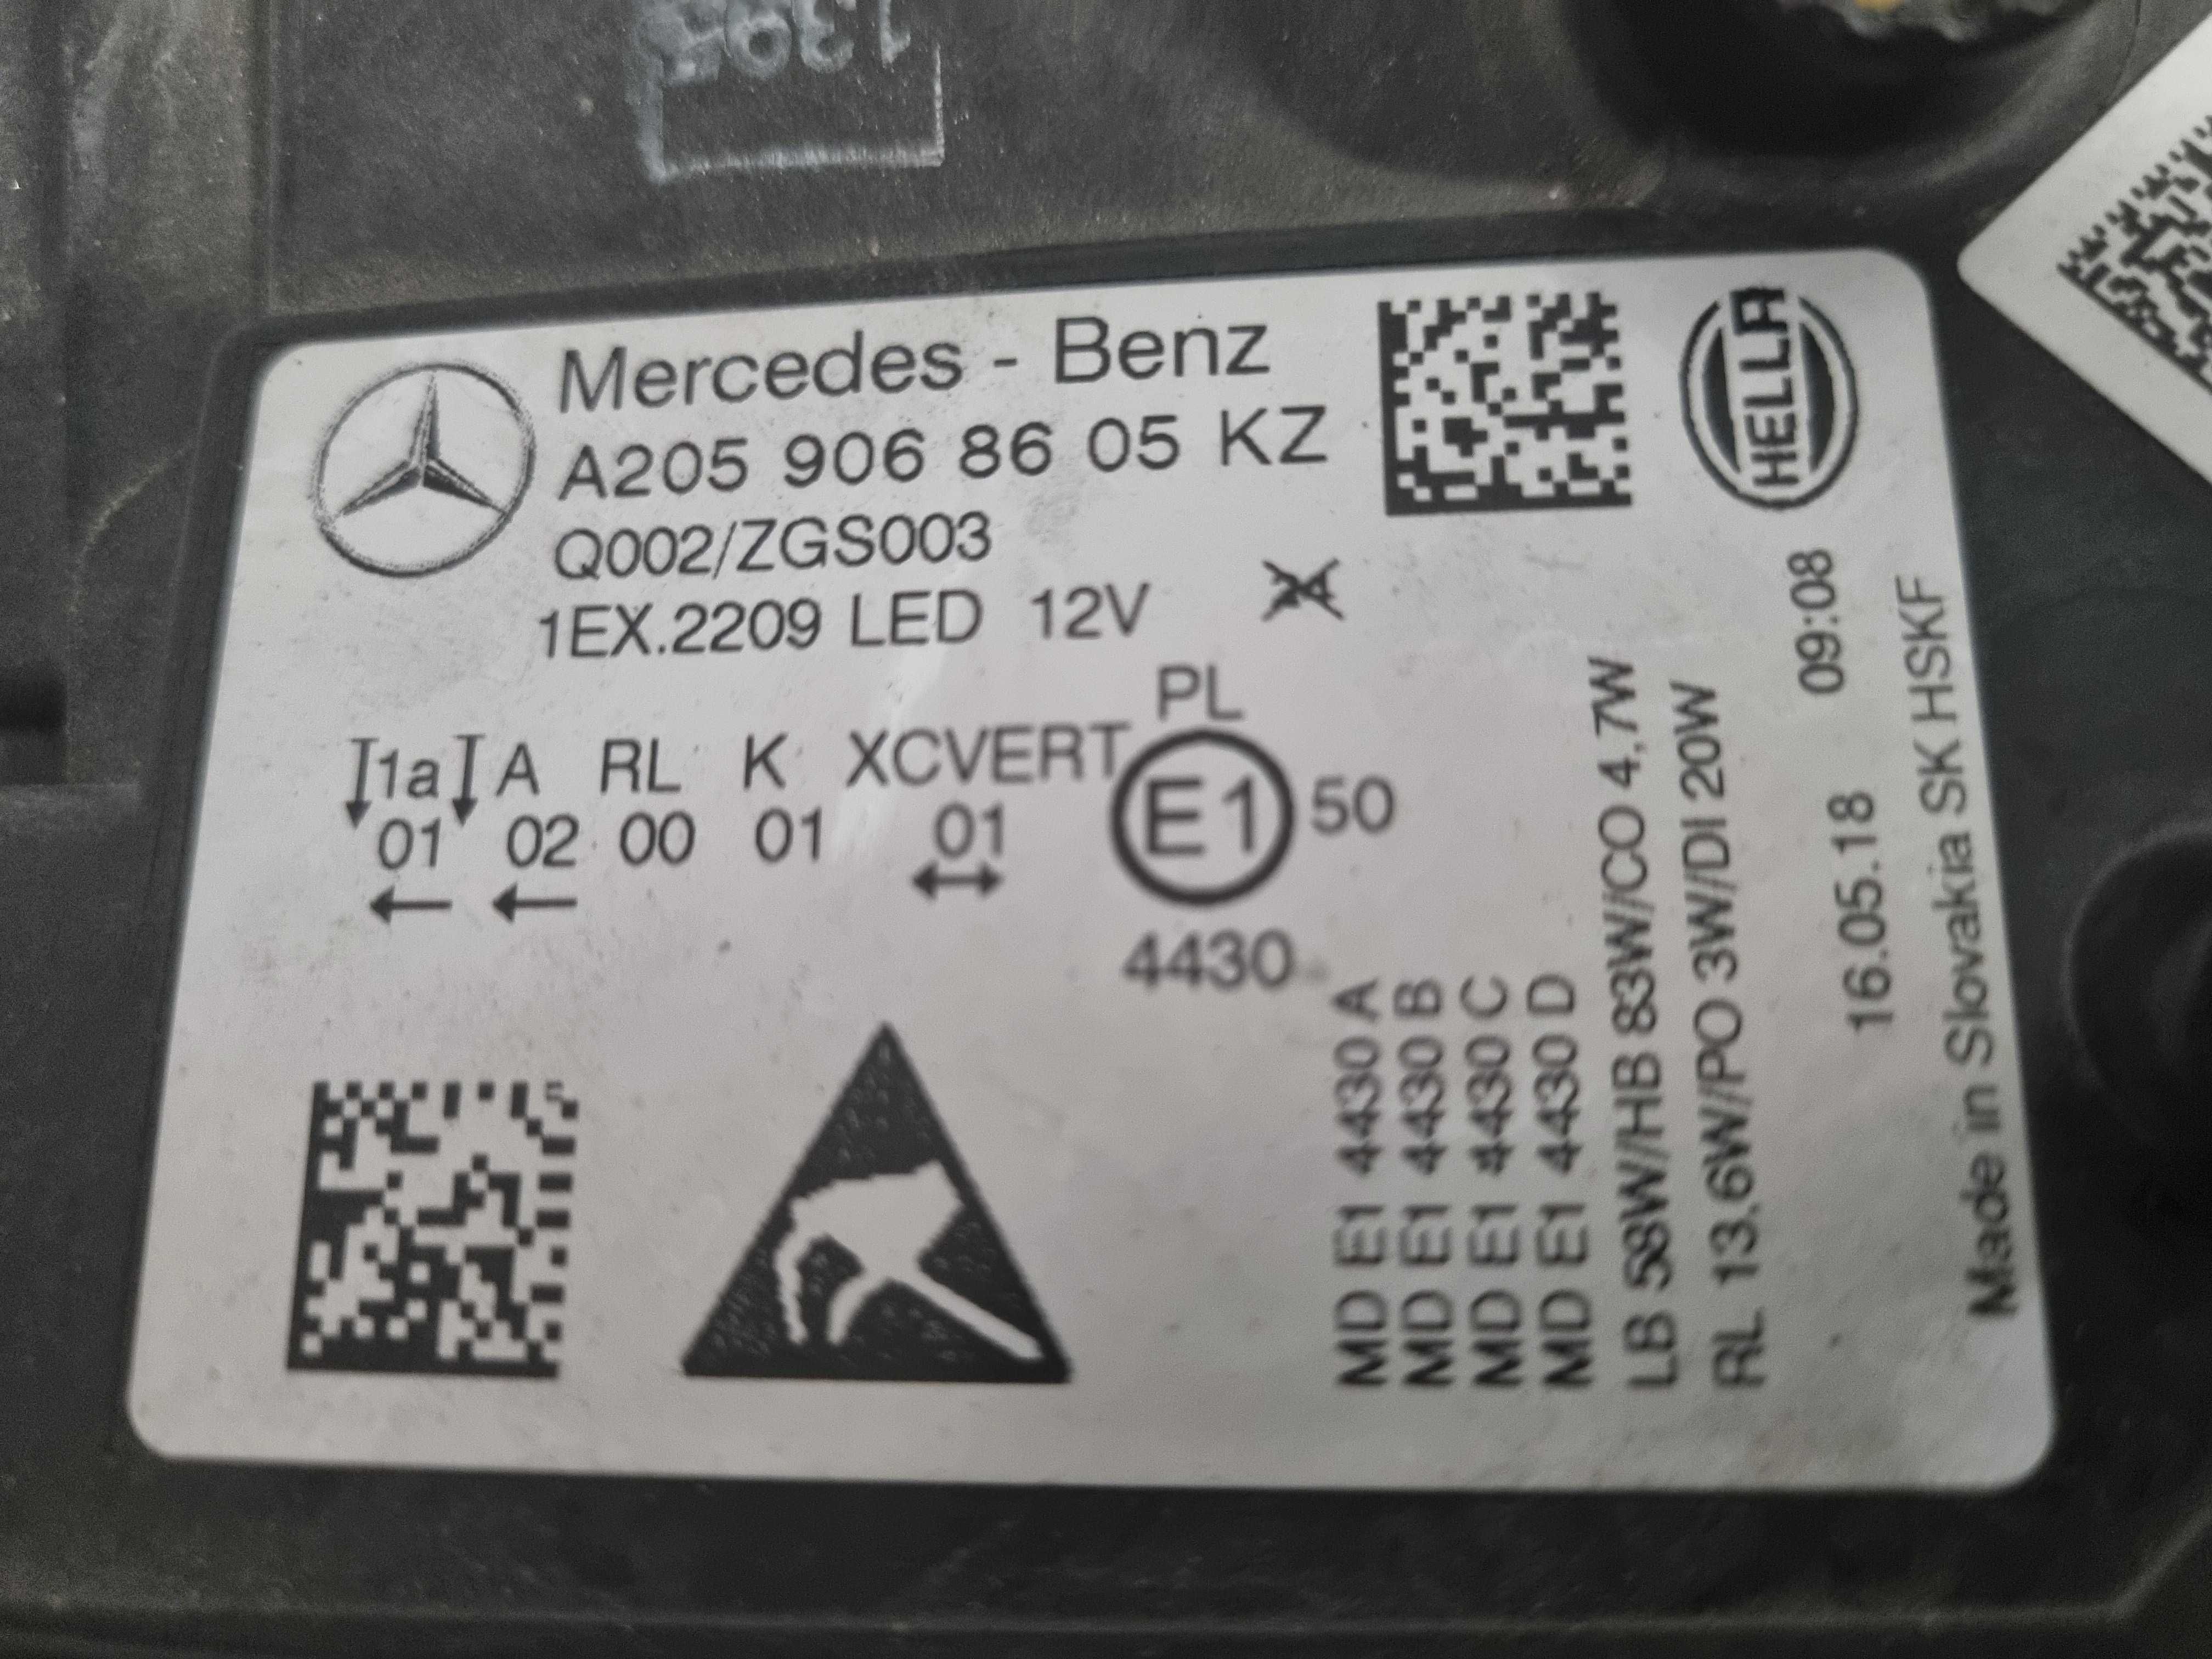 Mercedes - Benz
A205 906 86 05 KZ
Q002/ZGS003
1EX.2209 LED 12V
24
HELLA
PL
1a A RL K XCVERT
01 02 00 01 01
E1 50
4430
MD E1 4430 A
MD E1 4430 B
MD E1 4430 C
MD E1 4430 D
LB 58W/HB 83W/CO 4,7W
RL 13.6W/PO 3W/DI 20W
16.05.18 09:08
Made in Slovakia SK HSKF